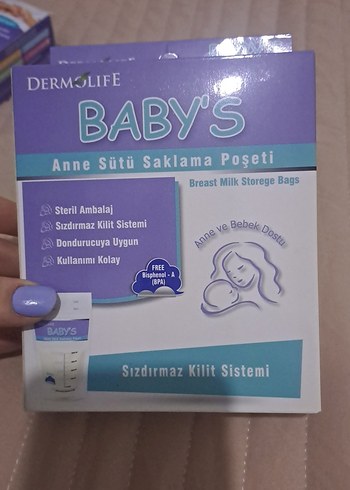 DERMOLIFE
BABY'S
Anne Sütü Saklama Poşeti
Breast Milk Storege Bags
Steril Ambalaj
Sızdırmaz Kilit Sistemi
Dondurucuya Uygun
Kullanımı Kolay
FREE
Bisphenol - A
(BPA)
Anne ve Bebek Dostu
BABY'S
Sızdırmaz Kilit Sistemi